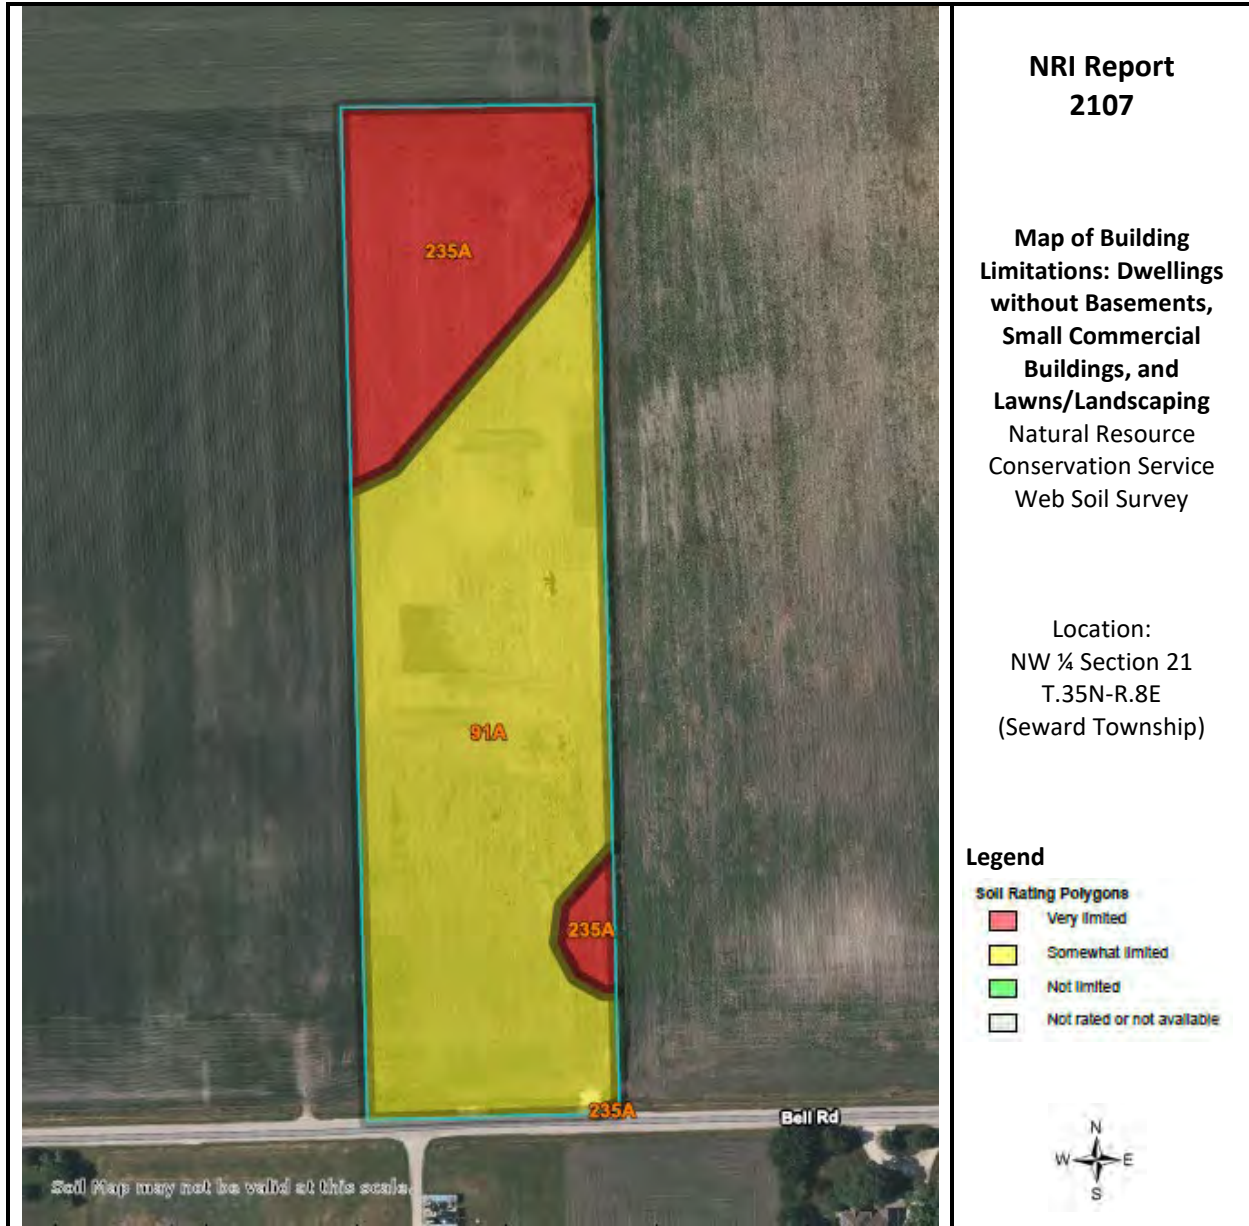 235A
91A
235A
235A
Bell Rd
Soil Map may not be valid at this scale.
NRI Report
2107
Map of Building
Limitations: Dwellings
without Basements,
Small Commercial
Buildings, and
Lawns/Landscaping
Natural Resource
Conservation Service
Web Soil Survey
Location:
NW ¼ Section 21
T.35N-R.8E
(Seward Township)
Legend
Soil Rating Polygons
Very limited
Somewhat limited
Not limited
Not rated or not available
N
W E
S